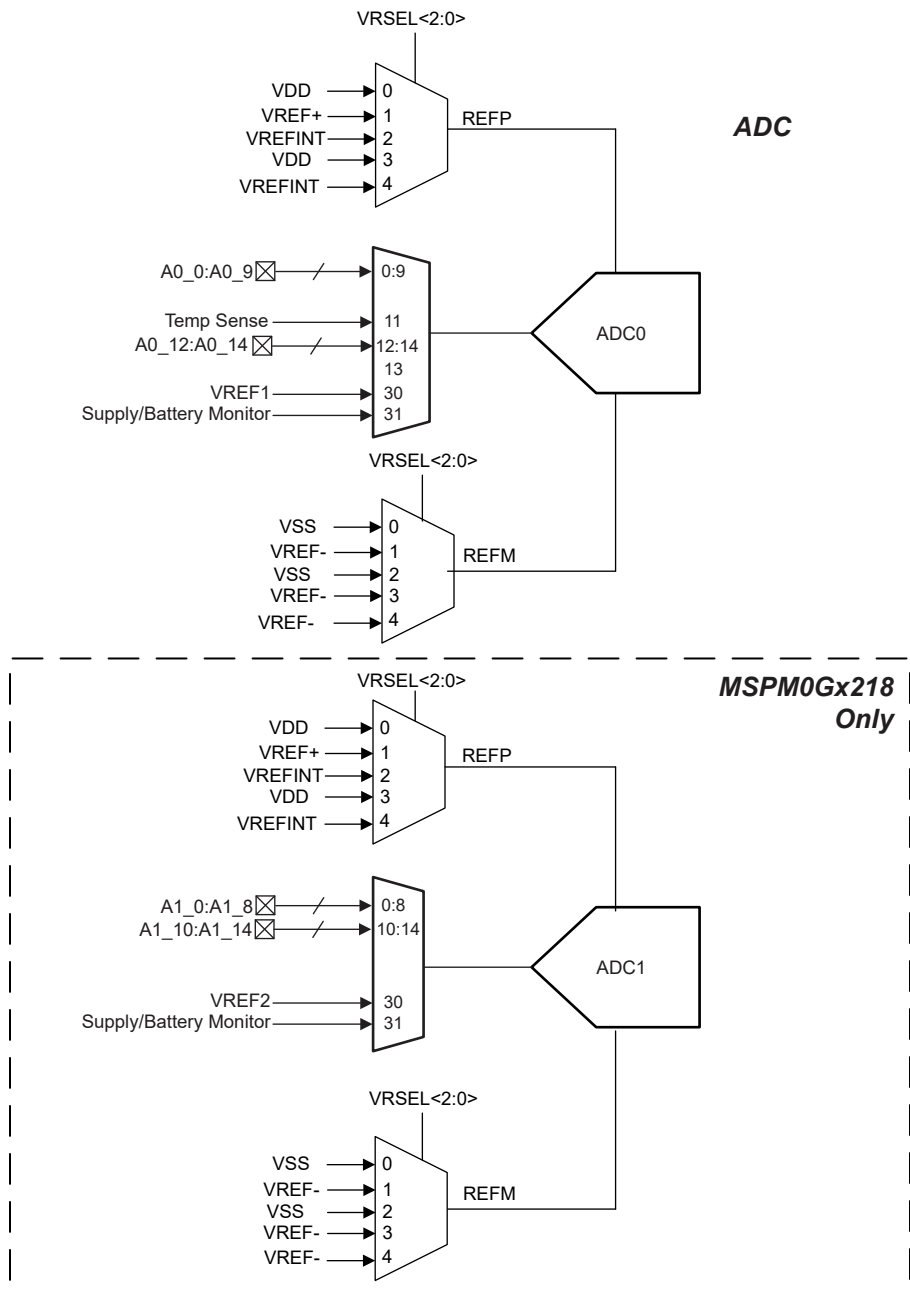 VRSEL<2:0>
VDD 0
VREF+ 1
REFP
ADC
VREFINT 2
VDD 3
VREFINT 4
A0_0:A0_9 0:9
Temp Sense 11
ADC0
A0_12:A0_14 12:14
13
VREF1 30
Supply/Battery Monitor 31
VRSEL<2:0>
VSS 0
VREF- 1
REFM
VSS 2
VREF- 3
VREF- 4
MSPM0Gx218
Only
VRSEL<2:0>
VDD 0
VREF+ 1
REFP
VREFINT 2
VDD 3
VREFINT 4
A1_0:A1_8 0:8
A1_10:A1_14 10:14
ADC1
VREF2 30
Supply/Battery Monitor 31
VRSEL<2:0>
VSS 0
VREF- 1
REFM
VSS 2
VREF- 3
VREF- 4